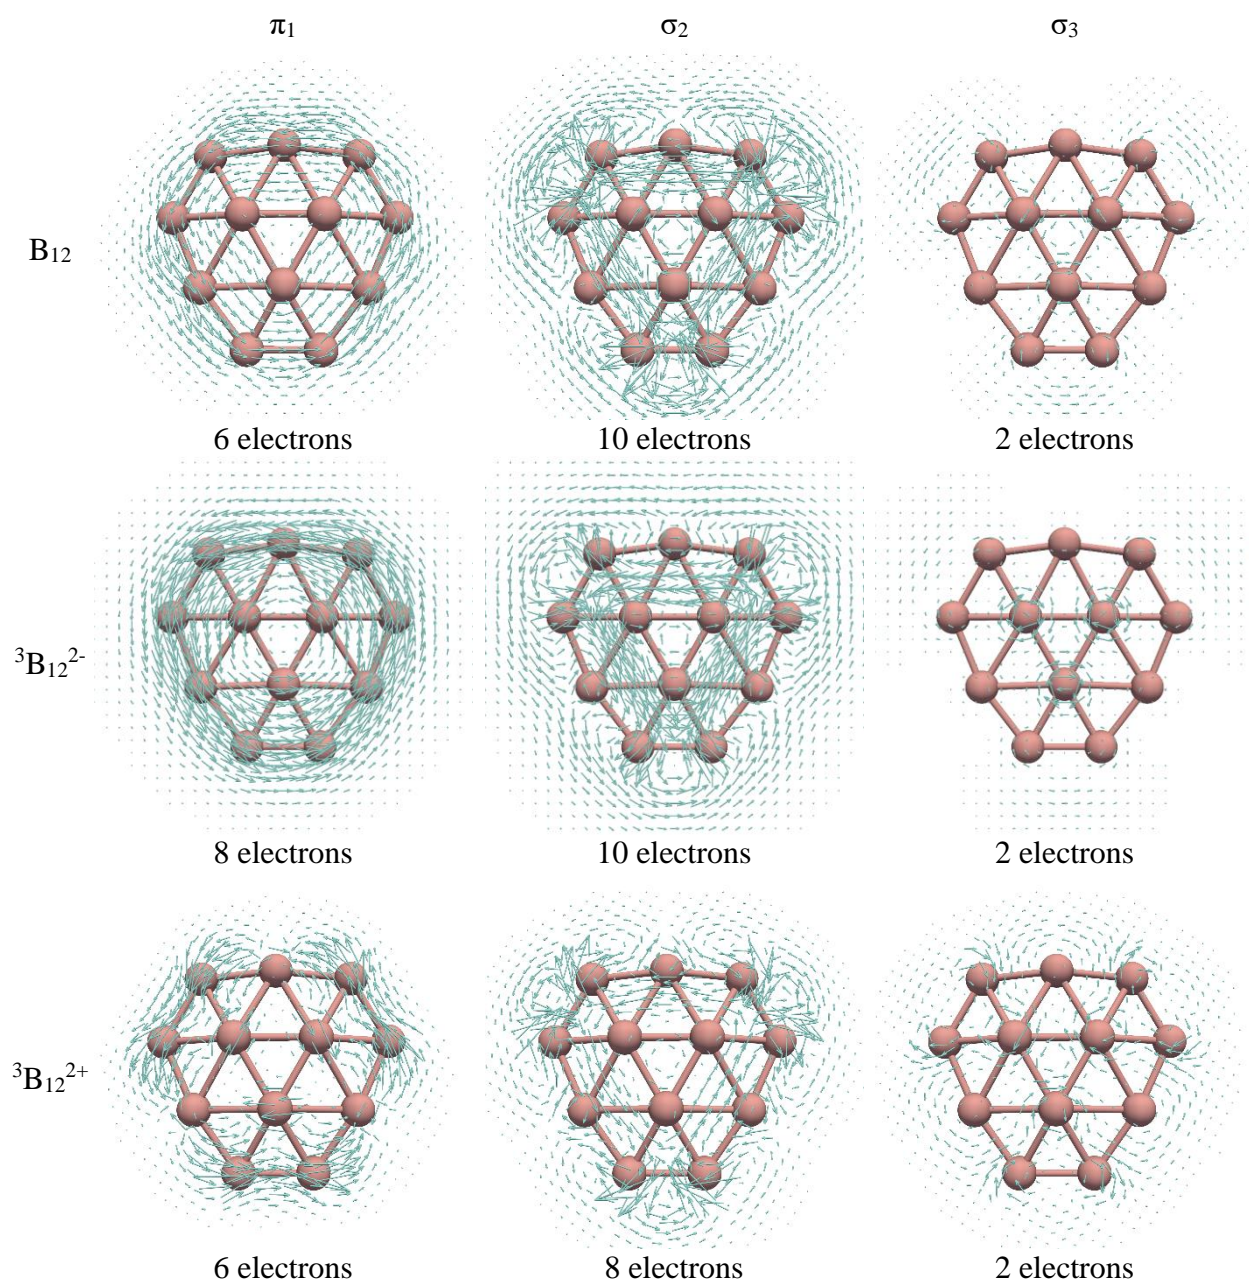 π₁ σ₂ σ₃
B₁₂
6 electrons 10 electrons 2 electrons
³B₁₂²⁻
8 electrons 10 electrons 2 electrons
³B₁₂²⁺
6 electrons 8 electrons 2 electrons